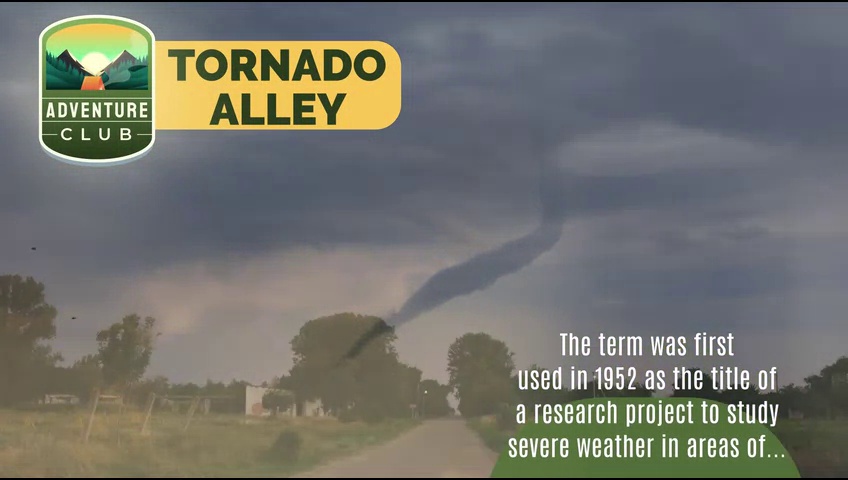 ADVENTURE
CLUB
TORNADO
ALLEY
The term was first
used in 1952 as the title of
a research project to study
severe weather in areas of...